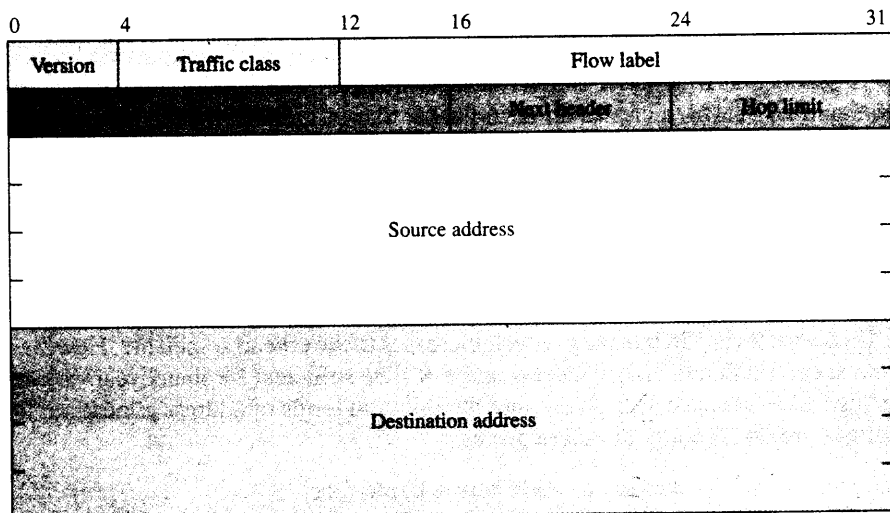 0 4 12 16 24 31
Version Traffic class Flow label
Next header Hop limit
Source address
Destination address